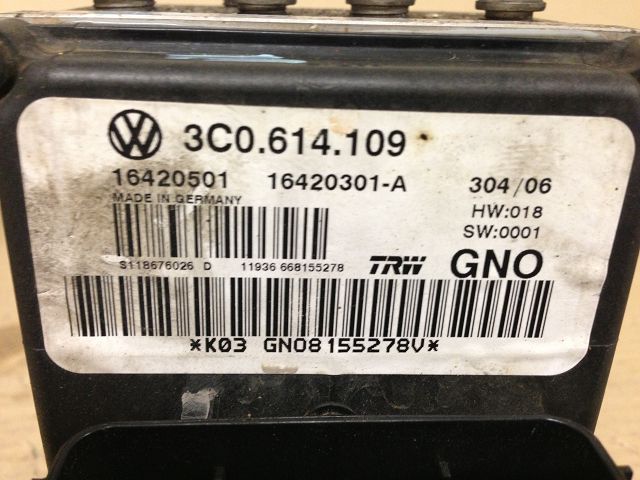 3C0.614.109
16420501 16420301-A 304/06
MADE IN GERMANY
HW:018
SW:0001
S118676026 D 11936 668155278 TRW GNO
*K03 GNO8155278V*